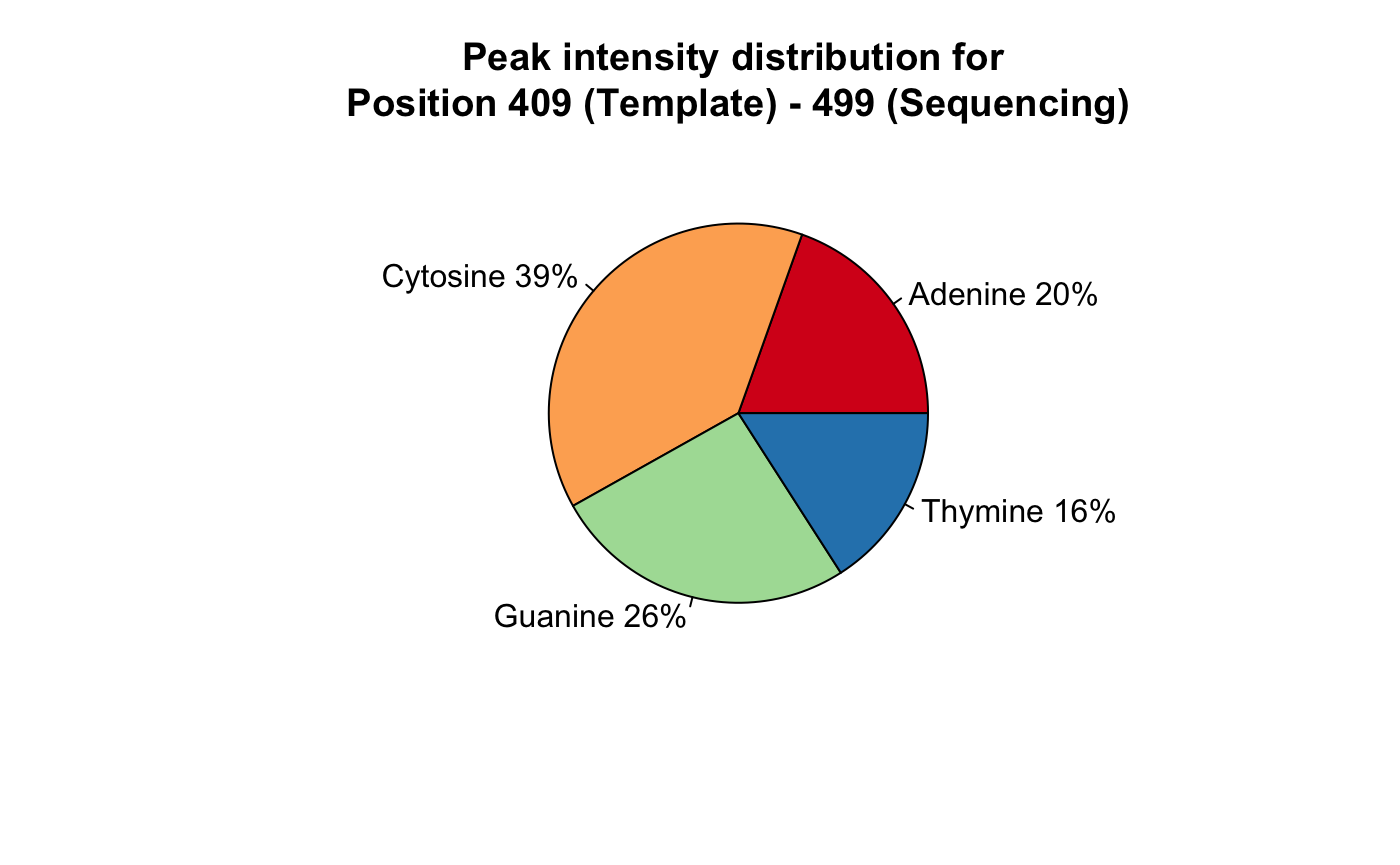 Peak intensity distribution for
Position 409 (Template) - 499 (Sequencing)
Cytosine 39%
Adenine 20%
Thymine 16%
Guanine 26%